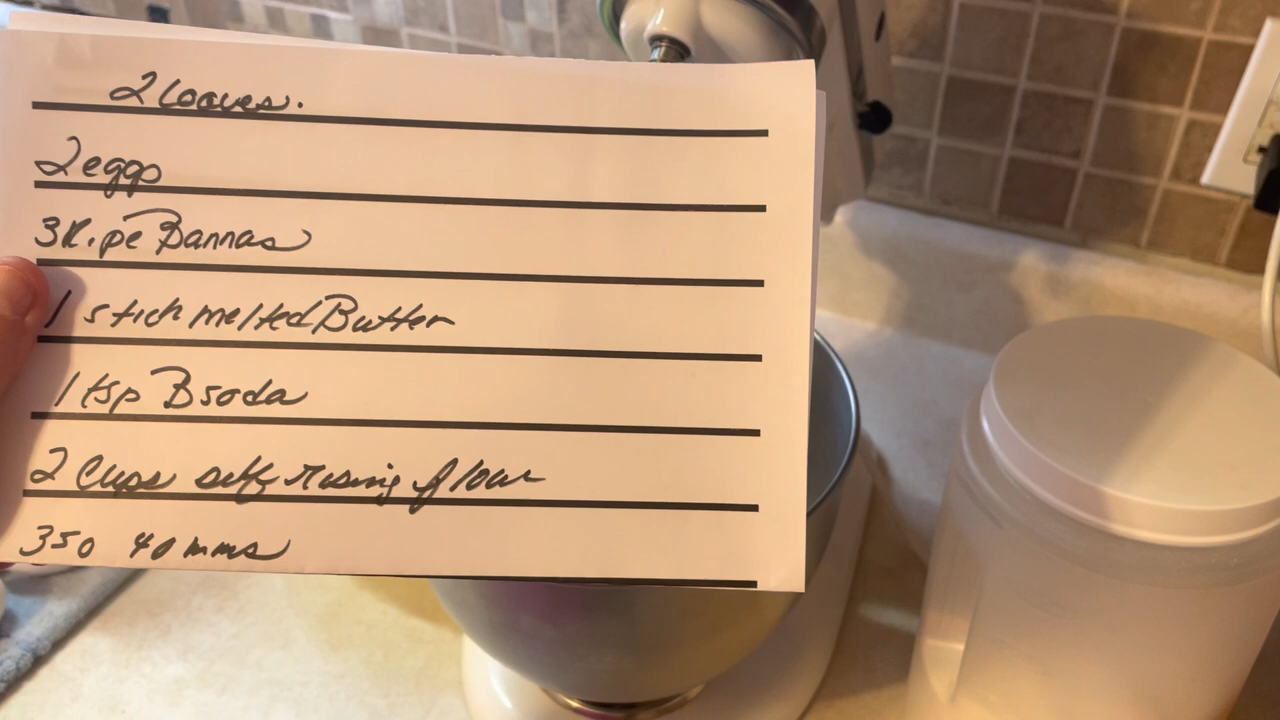 2 Loaves.
2 eggs
3 Ripe Bannas
1 stick melted Butter
1 tsp B soda
2 Cups self rising flour
350 40 mins